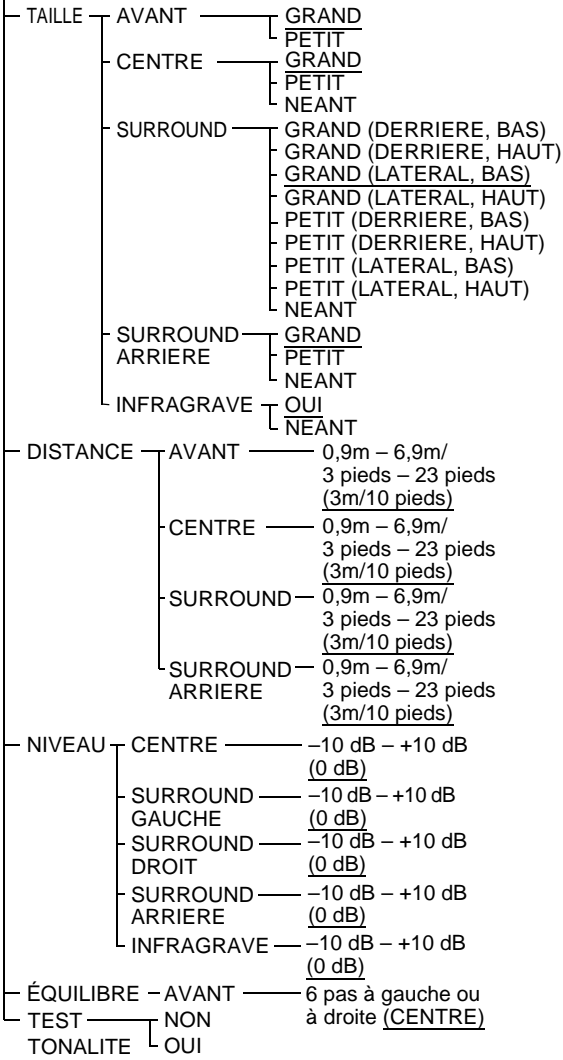 TAILLE AVANT GRAND
PETIT
CENTRE GRAND
PETIT
NEANT
SURROUND GRAND (DERRIERE, BAS)
GRAND (DERRIERE, HAUT)
GRAND (LATERAL, BAS)
GRAND (LATERAL, HAUT)
PETIT (DERRIERE, BAS)
PETIT (DERRIERE, HAUT)
PETIT (LATERAL, BAS)
PETIT (LATERAL, HAUT)
NEANT
SURROUND GRAND
ARRIERE PETIT
NEANT
INFRAGRAVE OUI
NEANT
DISTANCE AVANT 0,9m – 6,9m/
3 pieds – 23 pieds
(3m/10 pieds)
CENTRE 0,9m – 6,9m/
3 pieds – 23 pieds
(3m/10 pieds)
SURROUND 0,9m – 6,9m/
3 pieds – 23 pieds
(3m/10 pieds)
SURROUND 0,9m – 6,9m/
ARRIERE 3 pieds – 23 pieds
(3m/10 pieds)
NIVEAU CENTRE –10 dB – +10 dB
(0 dB)
SURROUND –10 dB – +10 dB
GAUCHE (0 dB)
SURROUND –10 dB – +10 dB
DROIT (0 dB)
SURROUND –10 dB – +10 dB
ARRIERE (0 dB)
INFRAGRAVE –10 dB – +10 dB
(0 dB)
ÉQUILIBRE AVANT 6 pas à gauche ou
à droite (CENTRE)
TEST NON
TONALITE OUI